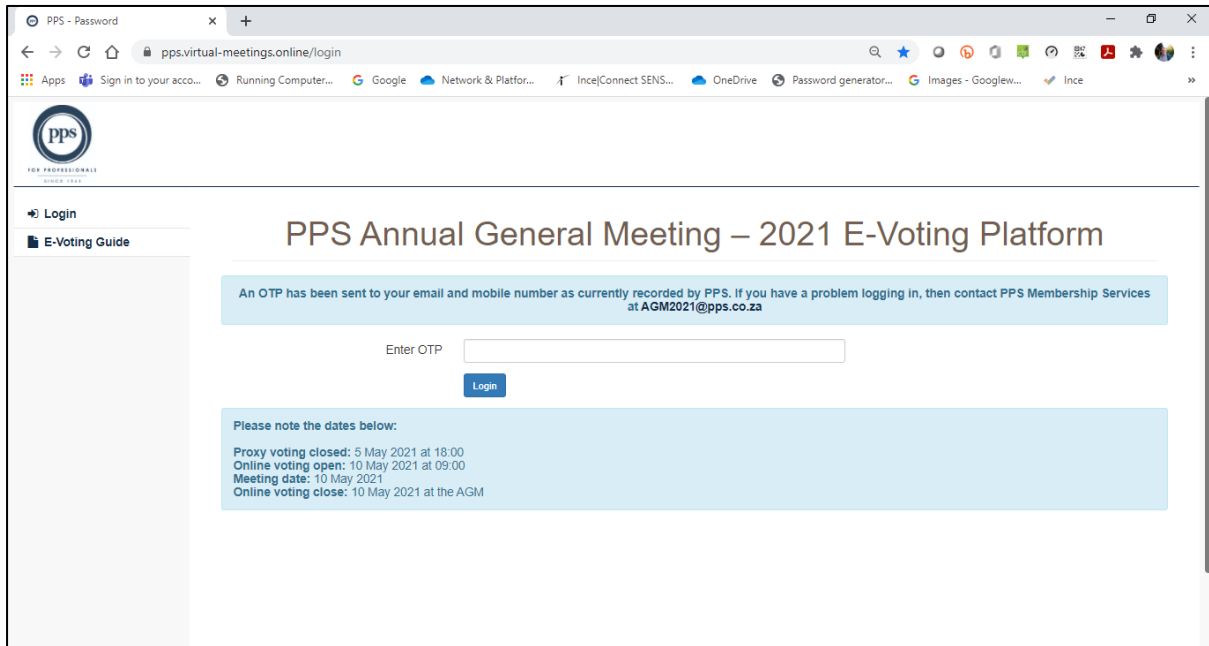 PPS - Password
pps.virtual-meetings.online/login
Apps Sign in to your acco... Running Computer... Google Network & Platfor... Ince|Connect SENS... OneDrive Password generator... Images - Googlew... Ince
pps
FOR PROFESSIONALS
Login
E-Voting Guide
PPS Annual General Meeting – 2021 E-Voting Platform
An OTP has been sent to your email and mobile number as currently recorded by PPS. If you have a problem logging in, then contact PPS Membership Services
at AGM2021@pps.co.za
Enter OTP
Login
Please note the dates below:
Proxy voting closed: 5 May 2021 at 18:00
Online voting open: 10 May 2021 at 09:00
Meeting date: 10 May 2021
Online voting close: 10 May 2021 at the AGM